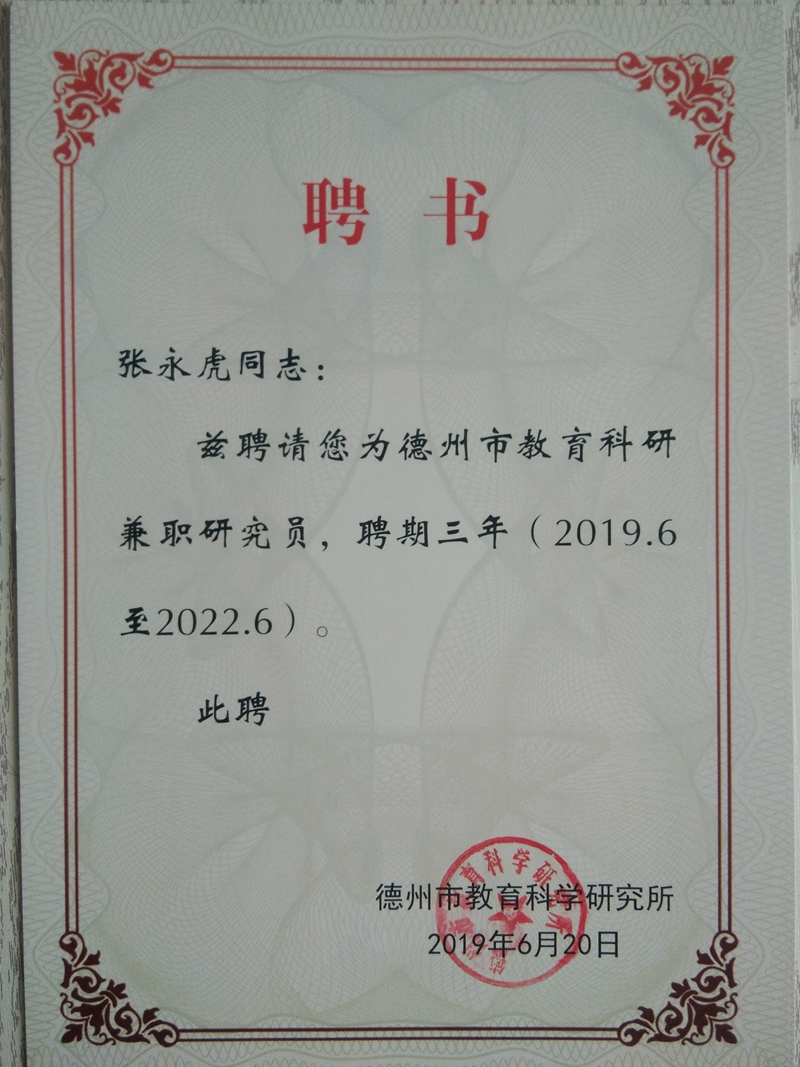 聘书
张永虎同志：
兹聘请您为德州市教育科研
兼职研究员，聘期三年（2019.6
至2022.6）。
此聘
德州市教育科学研究所
2019年6月20日